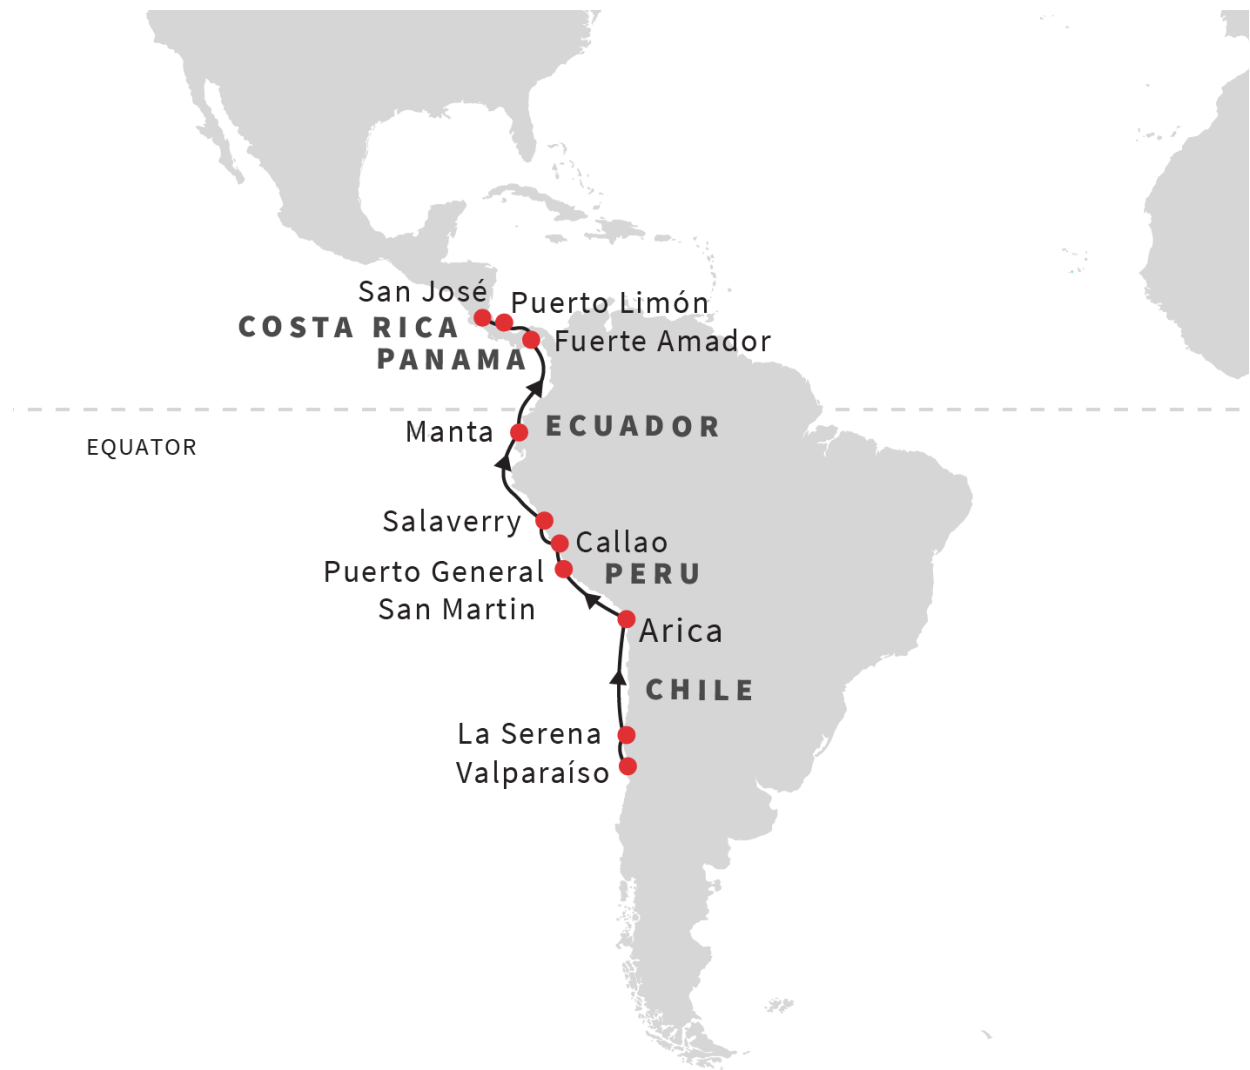 San José
Puerto Limón
COSTA RICA
Fuerte Amador
PANAMA
ECUADOR
Manta
EQUATOR
Salaverry
Callao
Puerto General
San Martin
PERU
Arica
CHILE
La Serena
Valparaíso